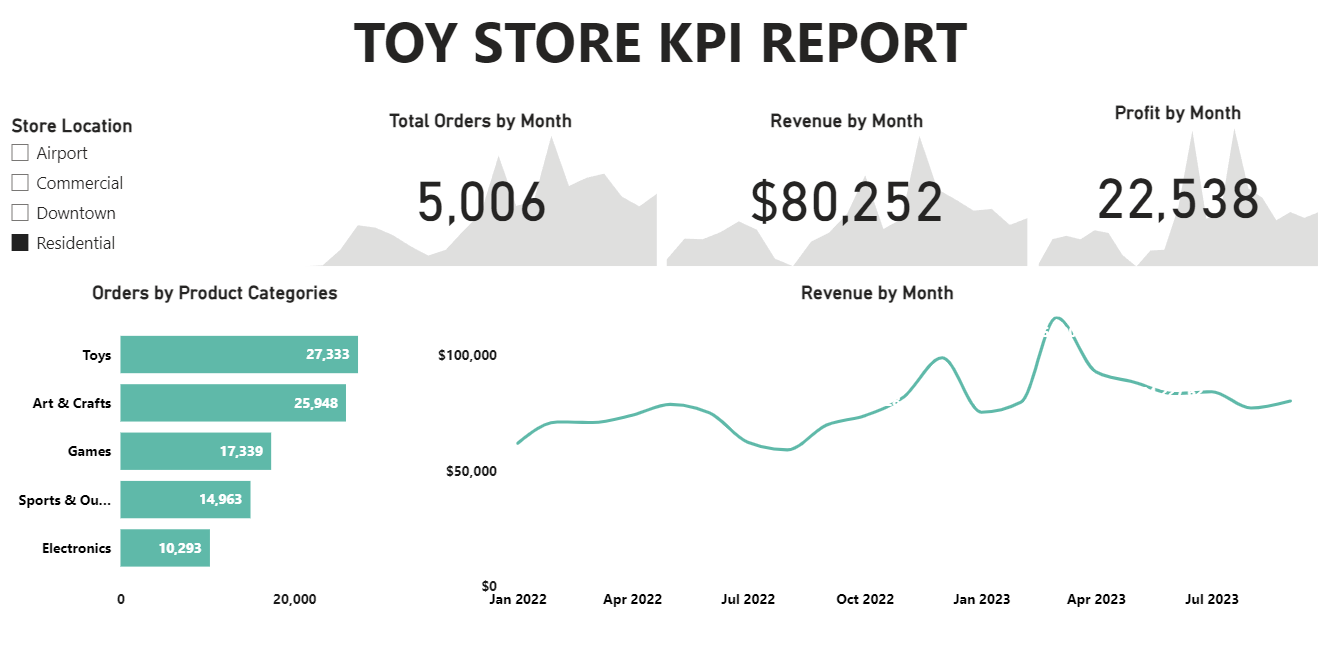 TOY STORE KPI REPORT
Store Location
Airport
Commercial
Downtown
Residential
Total Orders by Month
5,006
Revenue by Month
$80,252
Profit by Month
22,538
Orders by Product Categories
Toys
27,333
Art & Crafts
25,948
Games
17,339
Sports & Ou...
14,963
Electronics
10,293
0
20,000
Revenue by Month
$100,000
$50,000
$0
Jan 2022
Apr 2022
Jul 2022
Oct 2022
Jan 2023
Apr 2023
Jul 2023